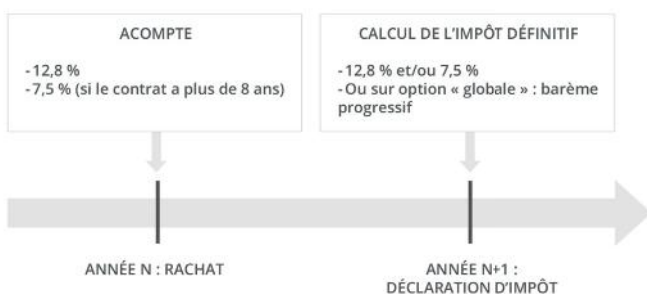 ACOMPTE
-12,8 %
-7,5 % (si le contrat a plus de 8 ans)
CALCUL DE L’IMPÔT DÉFINITIF
-12,8 % et/ou 7,5 %
-Ou sur option « globale » : barème
progressif
ANNÉE N : RACHAT
ANNÉE N+1 :
DÉCLARATION D’IMPÔT